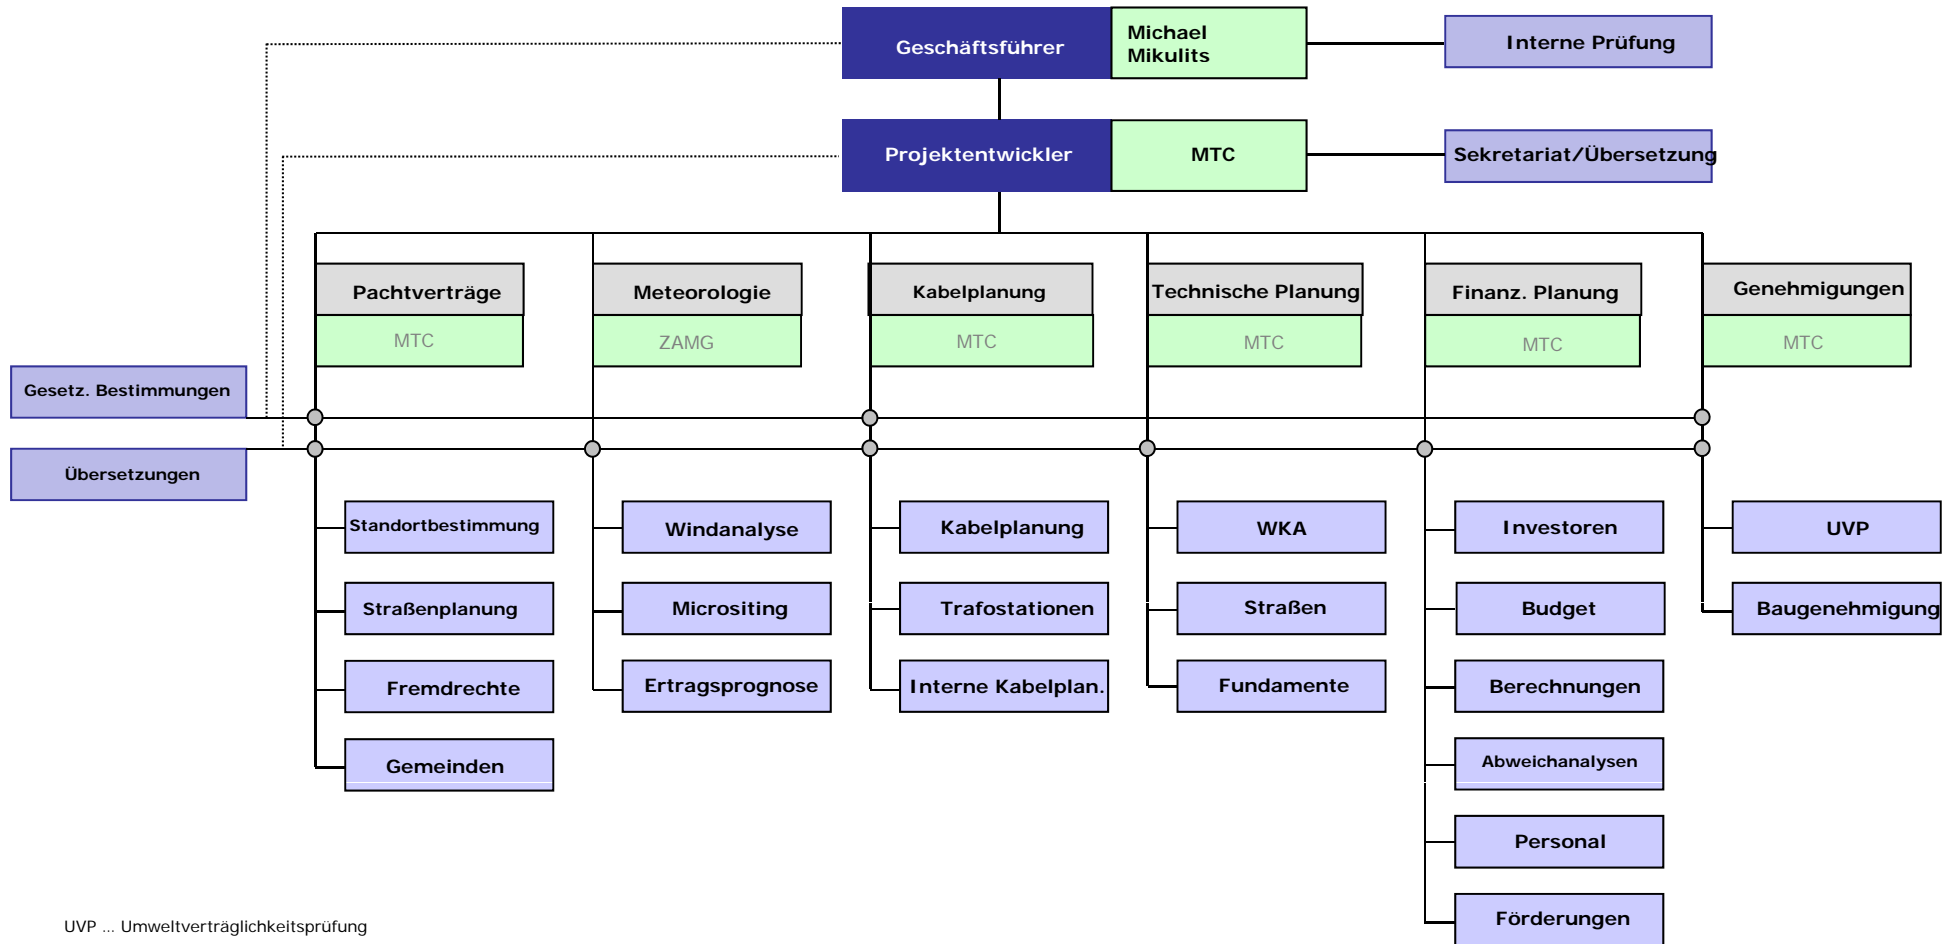 Geschäftsführer
Michael
Mikulits
Interne Prüfung
Projektentwickler
MTC
Sekretariat/Übersetzung
Pachtverträge
Meteorologie
Kabelplanung
Technische Planung
Finanz. Planung
Genehmigungen
MTC
ZAMG
MTC
MTC
MTC
MTC
Gesetz. Bestimmungen
Übersetzungen
Standortbestimmung
Windanalyse
Kabelplanung
WKA
Investoren
UVP
Straßenplanung
Micrositing
Trafostationen
Straßen
Budget
Baugenehmigung
Fremdrechte
Ertragsprognose
Interne Kabelplan.
Fundamente
Berechnungen
Gemeinden
Abweichanalysen
Personal
Förderungen
UVP ... Umweltverträglichkeitsprüfung